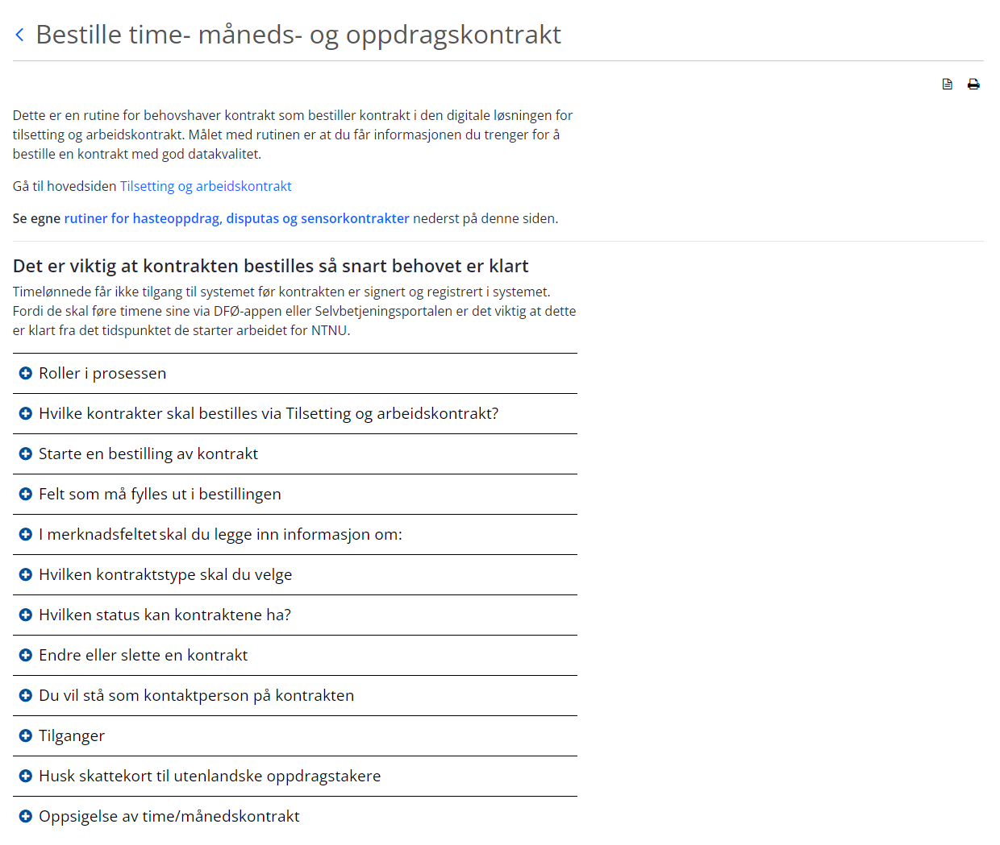 Bestille time- måneds- og oppdragskontrakt
Dette er en rutine for behovshaver kontrakt som bestiller kontrakt i den digitale løsningen for
tilsetting og arbeidskontrakt. Målet med rutinen er at du får informasjonen du trenger for å
bestille en kontrakt med god datakvalitet.
Gå til hovedsiden Tilsetting og arbeidskontrakt
Se egne rutiner for hasteoppdrag, disputas og sensorkontrakter nederst på denne siden.
Det er viktig at kontrakten bestilles så snart behovet er klart
Timelønnede får ikke tilgang til systemet før kontrakten er signert og registrert i systemet.
Fordi de skal føre timene sine via DFØ-appen eller Selvbetjeningsportalen er det viktig at dette
er klart fra det tidspunktet de starter arbeidet for NTNU.
Roller i prosessen
Hvilke kontrakter skal bestilles via Tilsetting og arbeidskontrakt?
Starte en bestilling av kontrakt
Felt som må fylles ut i bestillingen
I merknadsfeltet skal du legge inn informasjon om:
Hvilken kontraktstype skal du velge
Hvilken status kan kontraktene ha?
Endre eller slette en kontrakt
Du vil stå som kontaktperson på kontrakten
Tilganger
Husk skattekort til utenlandske oppdragstakere
Oppsigelse av time/månedskontrakt